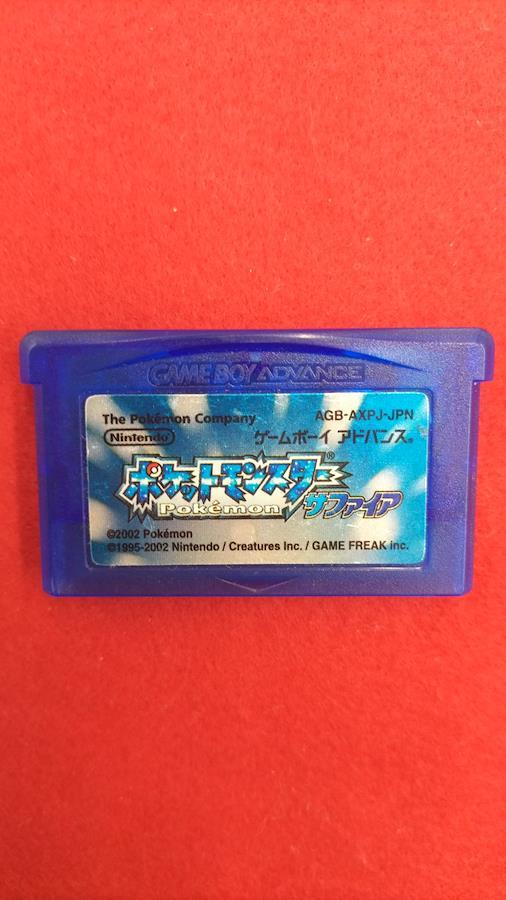 GAME BOY ADVANCE
The Pokémon Company
AGB-AXPJ-JPN
Nintendo
ゲームボーイ アドバンス®
ポケットモンスター®
Pokémon
サファイア
©2002 Pokémon
©1995-2002 Nintendo / Creatures Inc. / GAME FREAK inc.